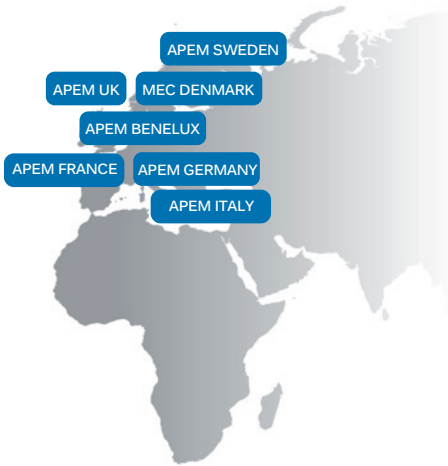 APEM SWEDEN
APEM UK
MEC DENMARK
APEM BENELUX
APEM FRANCE
APEM GERMANY
APEM ITALY